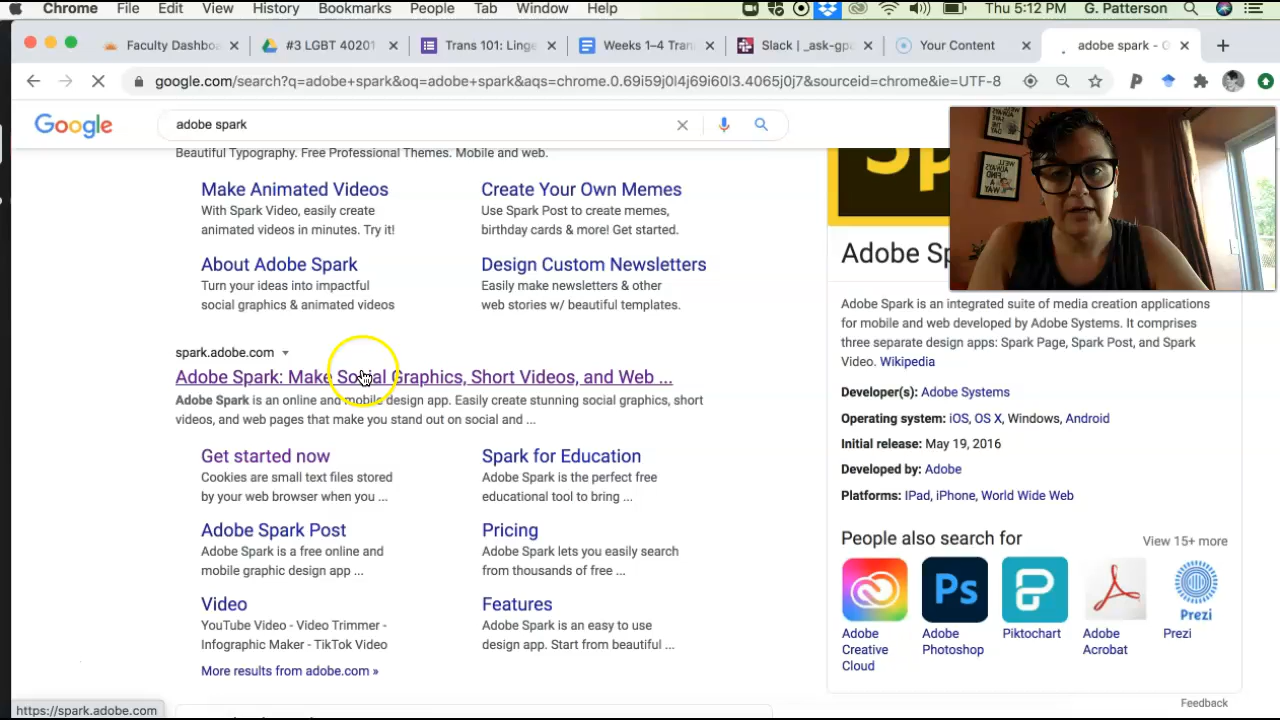 Chrome File Edit View History Bookmarks People Tab Window Help Thu 5:12 PM G. Patterson
Faculty Dashbo #3 LGBT 40201 Trans 101: Linge Weeks 1–4 Tran Slack | _ask-gp Your Content adobe spark - G
google.com/search?q=adobe+spark&oq=adobe+spark&aqs=chrome.0.69i59j0l4j69i60l3.4065j0j7&sourceid=chrome&ie=UTF-8
Google adobe spark
Beautiful Typography. Free Professional Themes. Mobile and web.
Make Animated Videos
With Spark Video, easily create
animated videos in minutes. Try it!
Create Your Own Memes
Use Spark Post to create memes,
birthday cards & more! Get started.
About Adobe Spark
Turn your ideas into impactful
social graphics & animated videos
Design Custom Newsletters
Easily make newsletters & other
web stories w/ beautiful templates.
spark.adobe.com
Adobe Spark: Make Social Graphics, Short Videos, and Web ...
Adobe Spark is an online and mobile design app. Easily create stunning social graphics, short
videos, and web pages that make you stand out on social and ...
Get started now
Cookies are small text files stored
by your web browser when you ...
Spark for Education
Adobe Spark is the perfect free
educational tool to bring ...
Adobe Spark Post
Adobe Spark is a free online and
mobile graphic design app ...
Pricing
Adobe Spark lets you easily search
from thousands of free ...
Video
YouTube Video - Video Trimmer -
Infographic Maker - TikTok Video
Features
Adobe Spark is an easy to use
design app. Start from beautiful ...
More results from adobe.com »
https://spark.adobe.com
Sp
Adobe Sp
Adobe Spark is an integrated suite of media creation applications
for mobile and web developed by Adobe Systems. It comprises
three separate design apps: Spark Page, Spark Post, and Spark
Video. Wikipedia
Developer(s): Adobe Systems
Operating system: iOS, OS X, Windows, Android
Initial release: May 19, 2016
Developed by: Adobe
Platforms: IPad, iPhone, World Wide Web
People also search for View 15+ more
Ps
Prezi
Adobe
Creative
Cloud
Adobe
Photoshop
Piktochart
Adobe
Acrobat
Prezi
Feedback